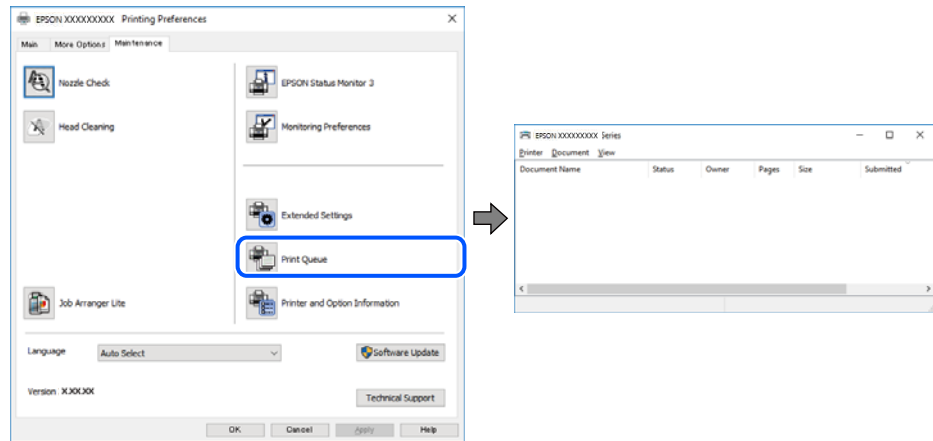 EPSON XXXXXXXXX Printing Preferences
Main More Options Maintenance
Nozzle Check
EPSON Status Monitor 3
Head Cleaning
Monitoring Preferences
Extended Settings
Print Queue
Job Arranger Lite
Printer and Option Information
Language Auto Select
Software Update
Version X.XX.XX
Technical Support
OK Cancel Apply Help
EPSON XXXXXXXXX Series
Printer Document View
Document Name Status Owner Pages Size Submitted